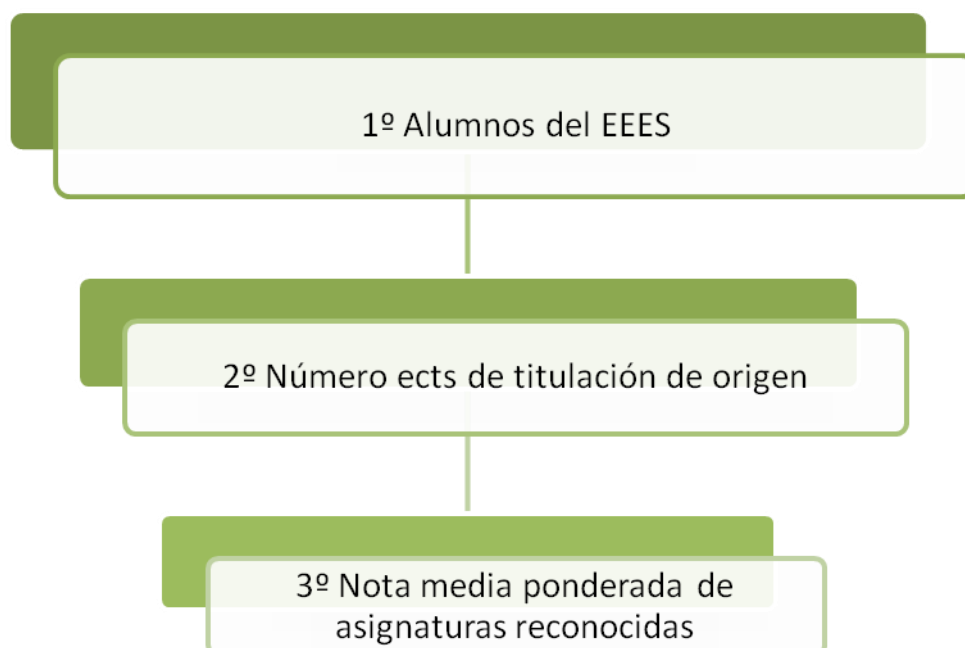 1º Alumnos del EEES
2º Número ects de titulación de origen
3º Nota media ponderada de
asignaturas reconocidas